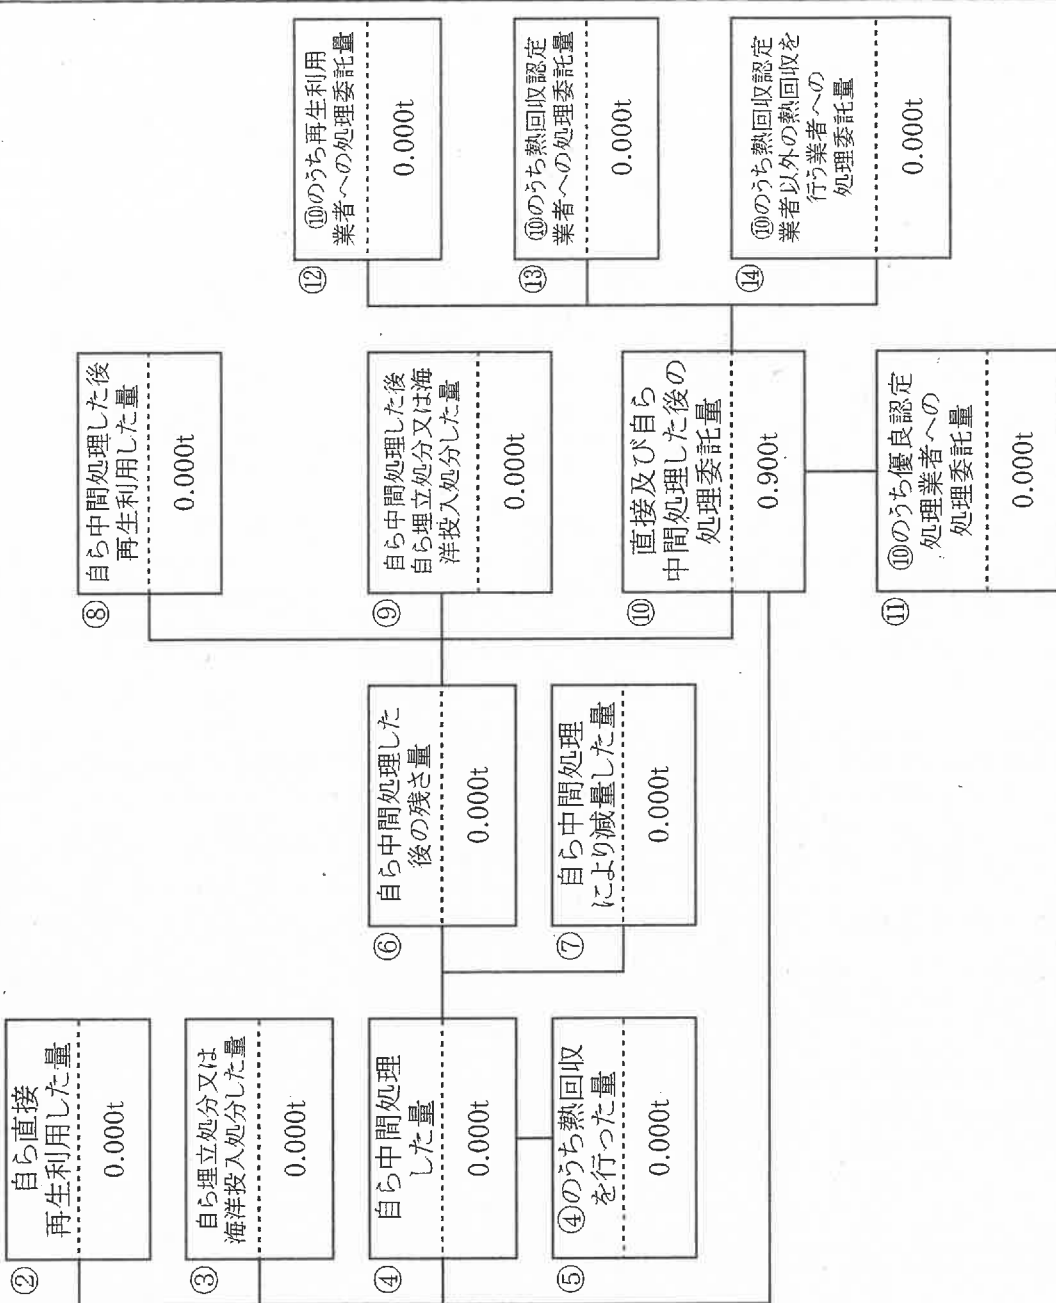 ②
自ら直接
再生利用した量
0.000t
③
自ら埋立処分又は
海洋投入処分した量
0.000t
④
自ら中間処理
した量
0.000t
⑤
④のうち熱回収
を行った量
0.000t
⑥
自ら中間処理した
後の残さ量
0.000t
⑦
自ら中間処理
により減量した量
0.000t
⑧
自ら中間処理した後
再生利用した量
0.000t
⑨
自ら中間処理した後
自ら埋立処分又は海
洋投入処分した量
0.000t
⑩
直接及び自ら
中間処理した後の
処理委託量
0.900t
⑪
⑩のうち優良認定
処理業者への
処理委託量
0.000t
⑫
⑩のうち再生利用
業者への処理委託量
0.000t
⑬
⑩のうち熱回収認定
業者への処理委託量
0.000t
⑭
⑩のうち熱回収認定
業者以外の熱回収を
行う業者への
処理委託量
0.000t